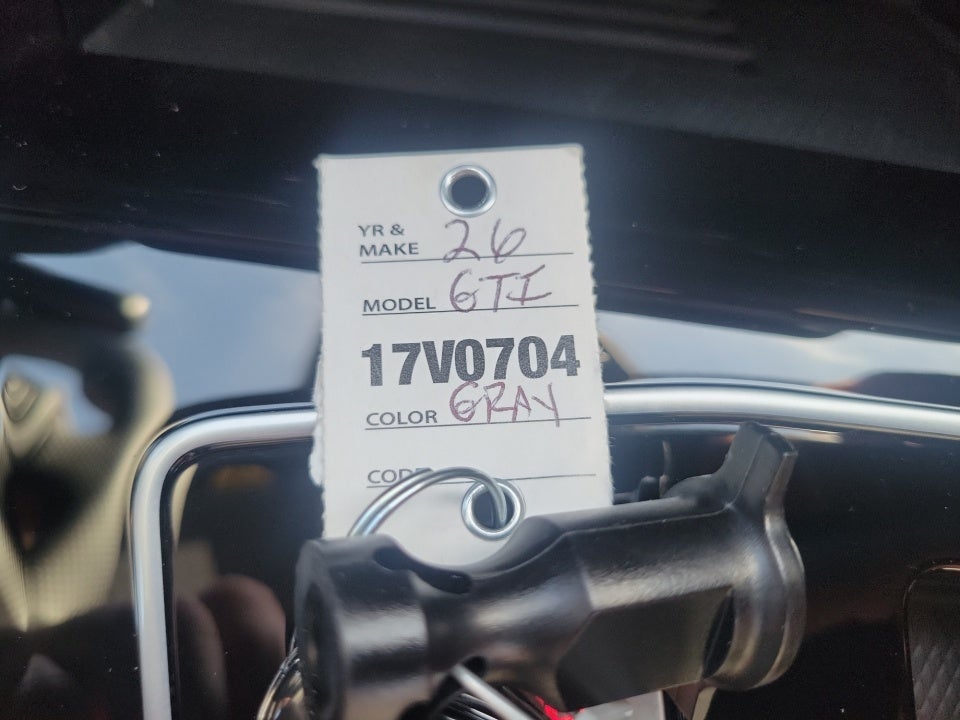 YR &
MAKE 26
MODEL GTI
17V0704
COLOR GRAY
CODE